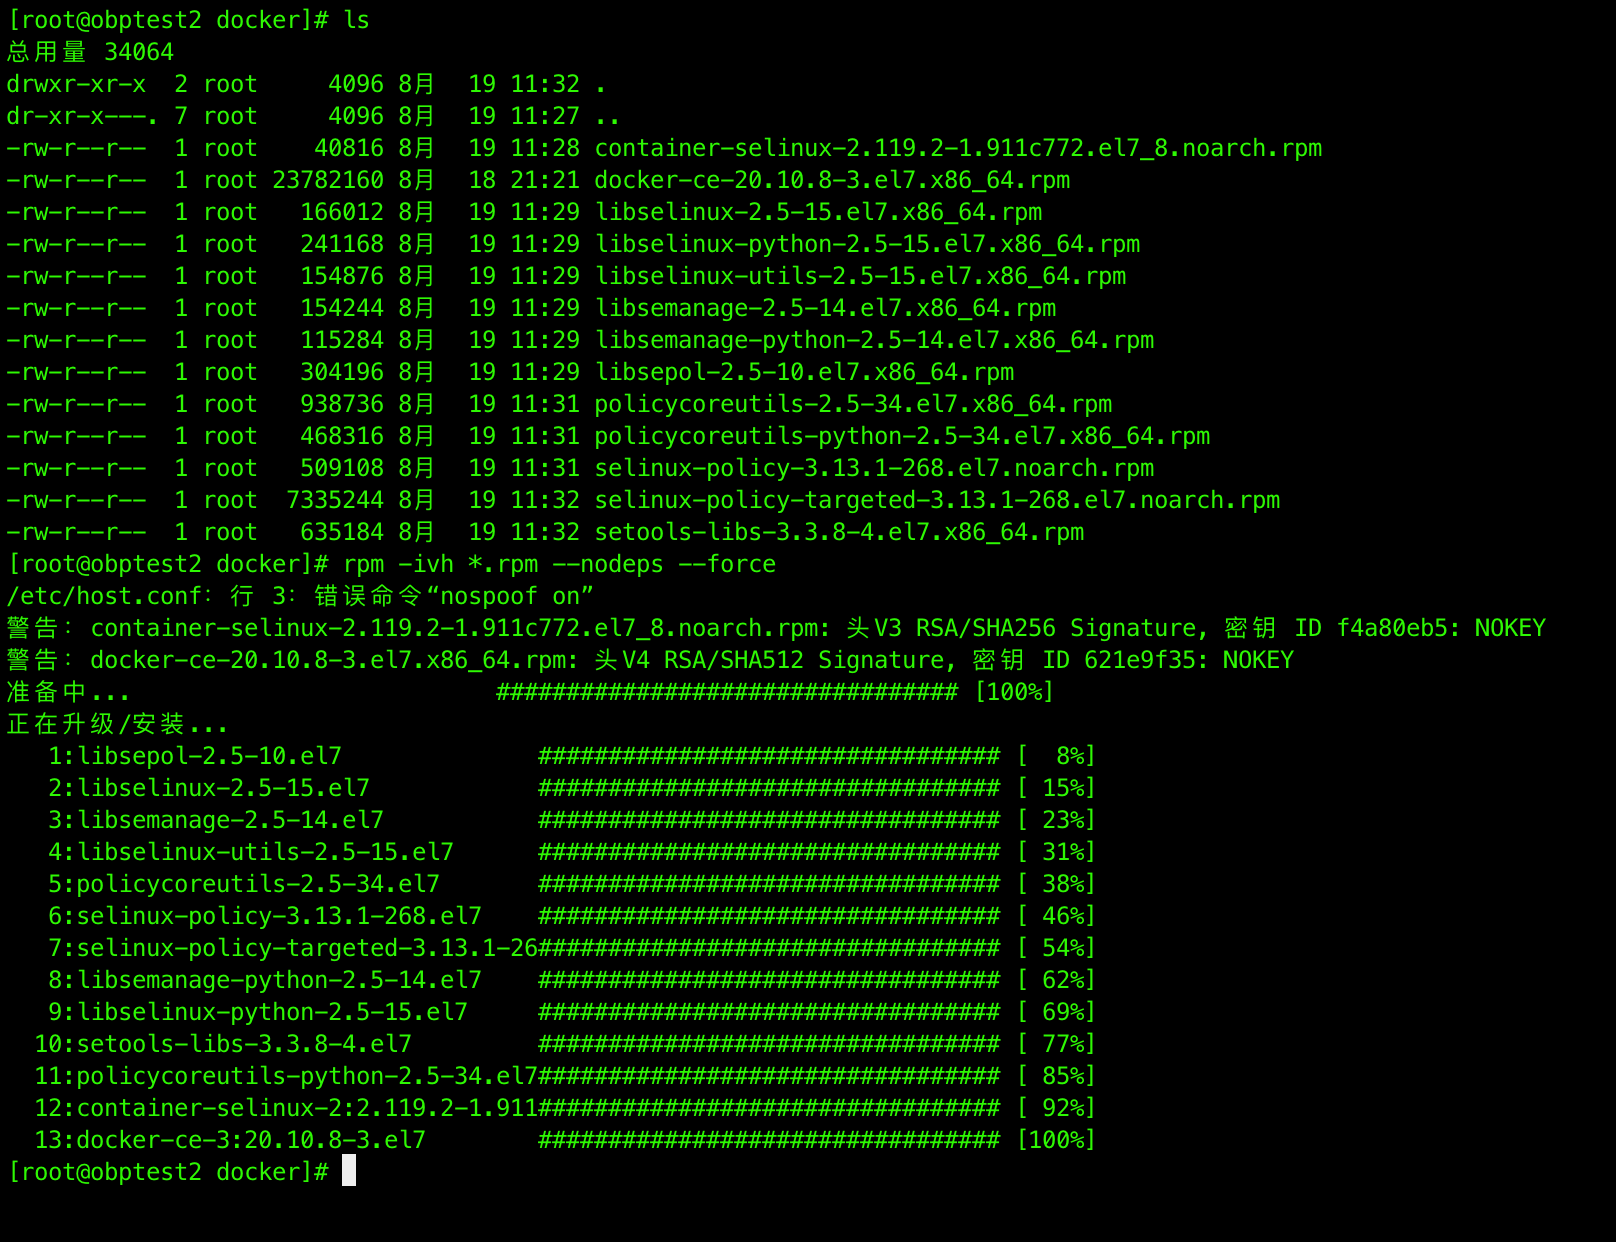 [root@obptest2 docker]# ls
总用量 34064
drwxr-xr-x  2 root     4096 8月  19 11:32 .
dr-xr-x---. 7 root     4096 8月  19 11:27 ..
-rw-r--r--  1 root    40816 8月  19 11:28 container-selinux-2.119.2-1.911c772.el7_8.noarch.rpm
-rw-r--r--  1 root 23782160 8月  18 21:21 docker-ce-20.10.8-3.el7.x86_64.rpm
-rw-r--r--  1 root   166012 8月  19 11:29 libselinux-2.5-15.el7.x86_64.rpm
-rw-r--r--  1 root   241168 8月  19 11:29 libselinux-python-2.5-15.el7.x86_64.rpm
-rw-r--r--  1 root   154876 8月  19 11:29 libselinux-utils-2.5-15.el7.x86_64.rpm
-rw-r--r--  1 root   154244 8月  19 11:29 libsemanage-2.5-14.el7.x86_64.rpm
-rw-r--r--  1 root   115284 8月  19 11:29 libsemanage-python-2.5-14.el7.x86_64.rpm
-rw-r--r--  1 root   304196 8月  19 11:29 libsepol-2.5-10.el7.x86_64.rpm
-rw-r--r--  1 root   938736 8月  19 11:31 policycoreutils-2.5-34.el7.x86_64.rpm
-rw-r--r--  1 root   468316 8月  19 11:31 policycoreutils-python-2.5-34.el7.x86_64.rpm
-rw-r--r--  1 root   509108 8月  19 11:31 selinux-policy-3.13.1-268.el7.noarch.rpm
-rw-r--r--  1 root  7335244 8月  19 11:32 selinux-policy-targeted-3.13.1-268.el7.noarch.rpm
-rw-r--r--  1 root   635184 8月  19 11:32 setools-libs-3.3.8-4.el7.x86_64.rpm
[root@obptest2 docker]# rpm -ivh *.rpm --nodeps --force
/etc/host.conf: 行 3: 错误命令“nospoof on”
警告: container-selinux-2.119.2-1.911c772.el7_8.noarch.rpm: 头V3 RSA/SHA256 Signature, 密钥 ID f4a80eb5: NOKEY
警告: docker-ce-20.10.8-3.el7.x86_64.rpm: 头V4 RSA/SHA512 Signature, 密钥 ID 621e9f35: NOKEY
准备中...                          ################################# [100%]
正在升级/安装...
   1:libsepol-2.5-10.el7              ################################# [  8%]
   2:libselinux-2.5-15.el7            ################################# [ 15%]
   3:libsemanage-2.5-14.el7           ################################# [ 23%]
   4:libselinux-utils-2.5-15.el7      ################################# [ 31%]
   5:policycoreutils-2.5-34.el7       ################################# [ 38%]
   6:selinux-policy-3.13.1-268.el7    ################################# [ 46%]
   7:selinux-policy-targeted-3.13.1-26################################# [ 54%]
   8:libsemanage-python-2.5-14.el7    ################################# [ 62%]
   9:libselinux-python-2.5-15.el7     ################################# [ 69%]
  10:setools-libs-3.3.8-4.el7         ################################# [ 77%]
  11:policycoreutils-python-2.5-34.el7################################# [ 85%]
  12:container-selinux-2:2.119.2-1.911################################# [ 92%]
  13:docker-ce-3:20.10.8-3.el7        ################################# [100%]
[root@obptest2 docker]#